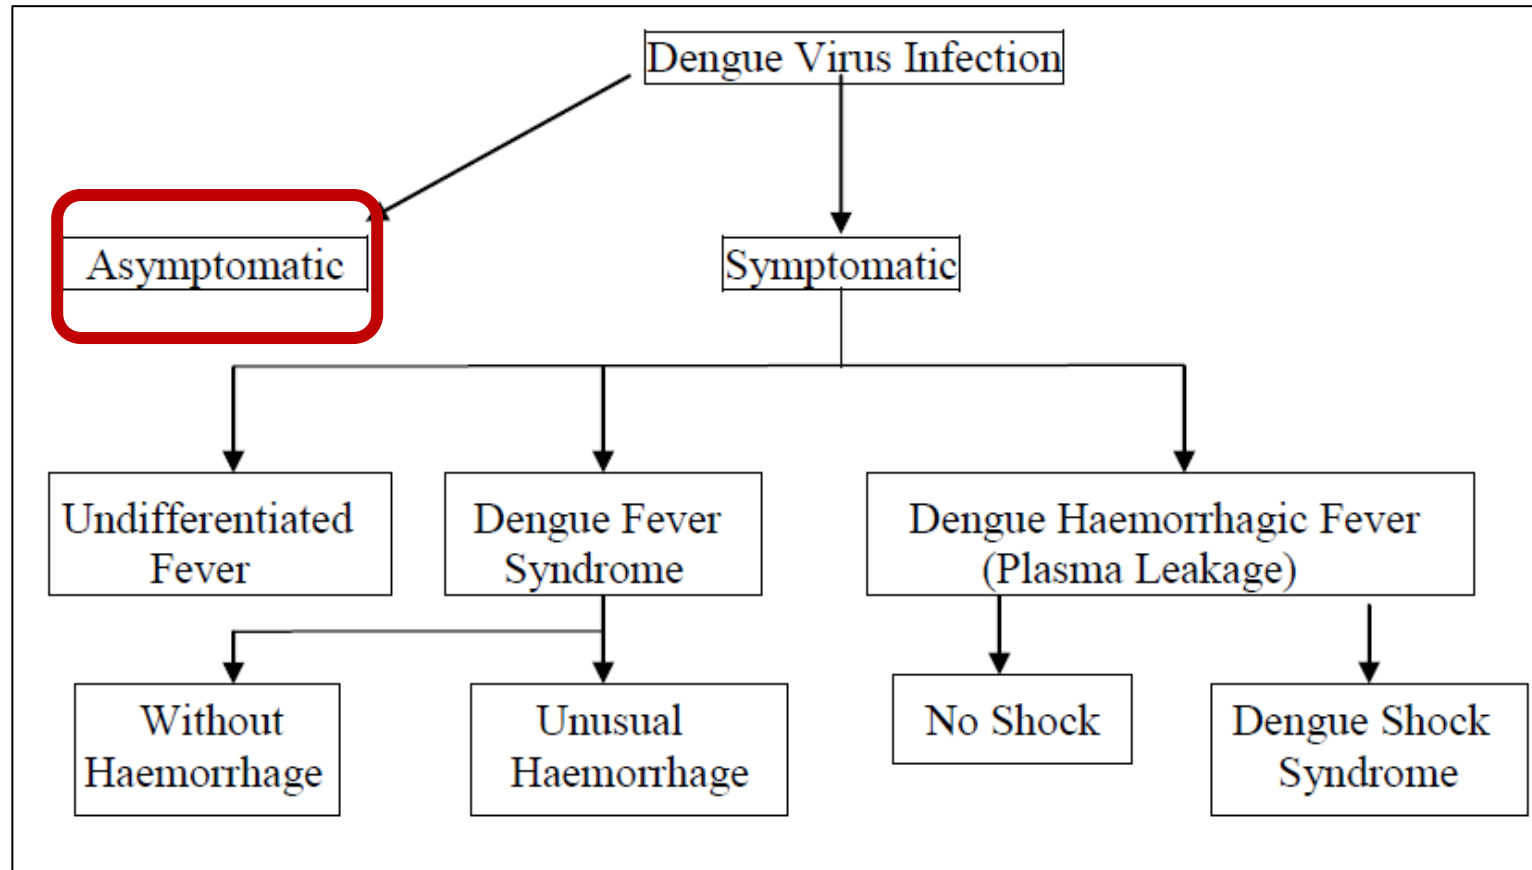 Dengue Virus Infection
Asymptomatic
Symptomatic
Undifferentiated
Fever
Dengue Fever
Syndrome
Dengue Haemorrhagic Fever
(Plasma Leakage)
Without
Haemorrhage
Unusual
Haemorrhage
No Shock
Dengue Shock
Syndrome